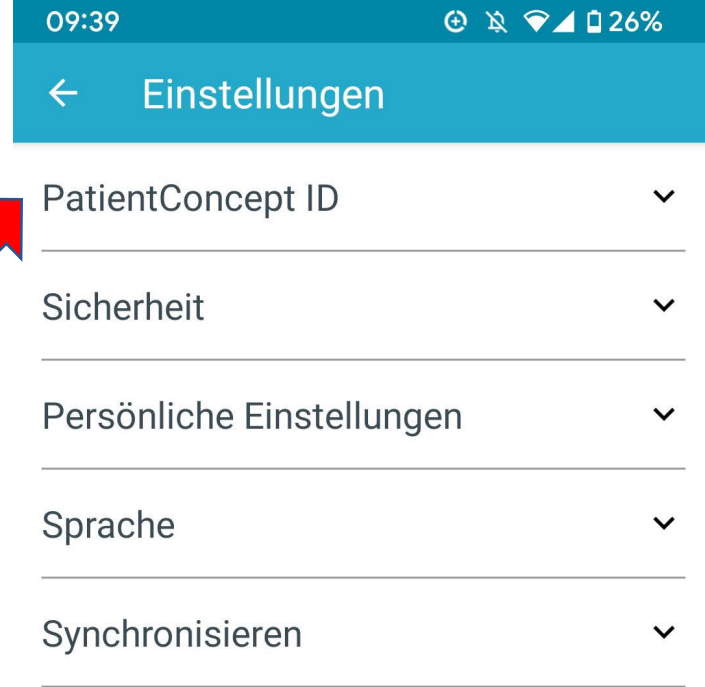 09:39 26%
Einstellungen
PatientConcept ID
Sicherheit
Persönliche Einstellungen
Sprache
Synchronisieren